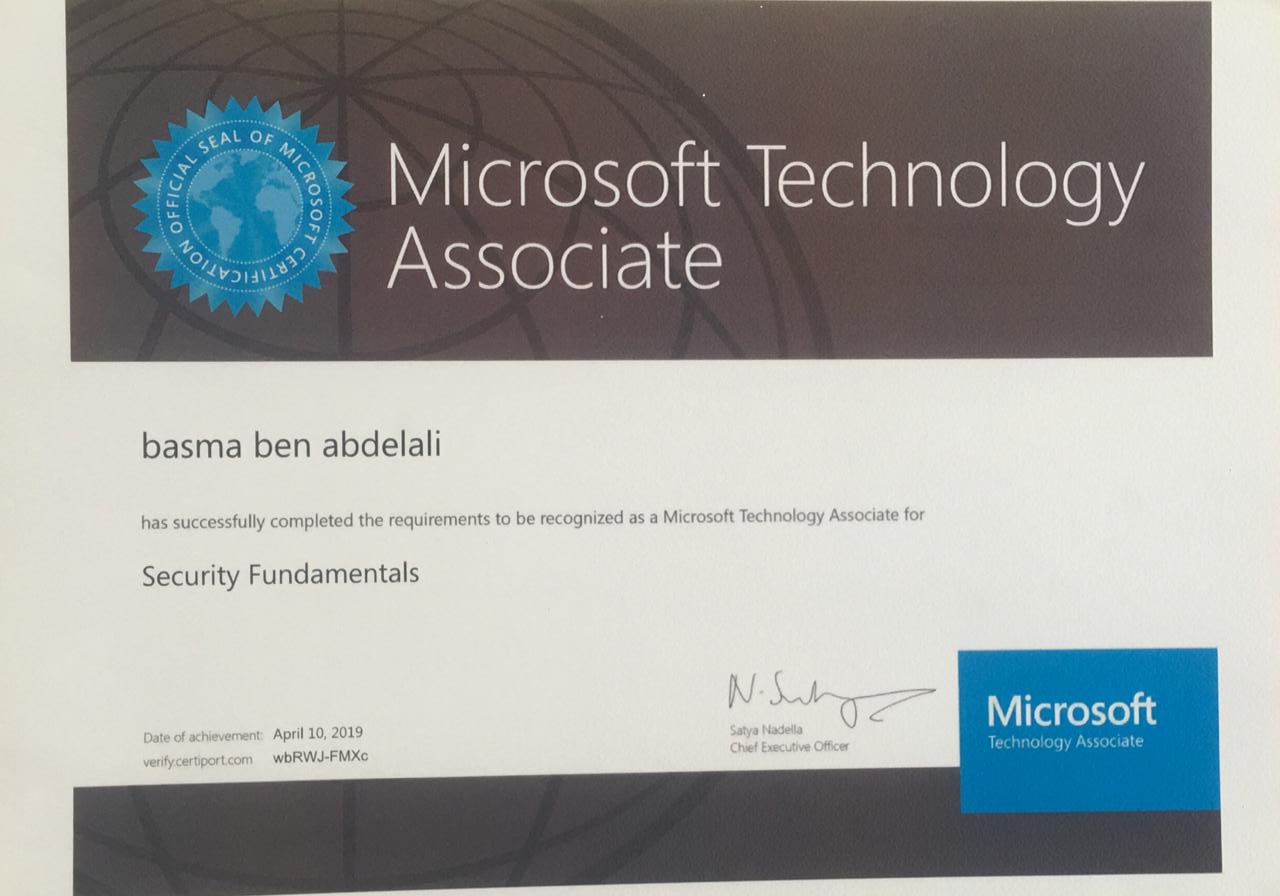 OFFICIAL SEAL OF MICROSOFT CERTIFICATION
Microsoft Technology
Associate
basma ben abdelali
has successfully completed the requirements to be recognized as a Microsoft Technology Associate for
Security Fundamentals
Date of achievement: April 10, 2019
verify.certiport.com wbRWJ-FMXc
N. Satya
Satya Nadella
Chief Executive Officer
Microsoft
Technology Associate